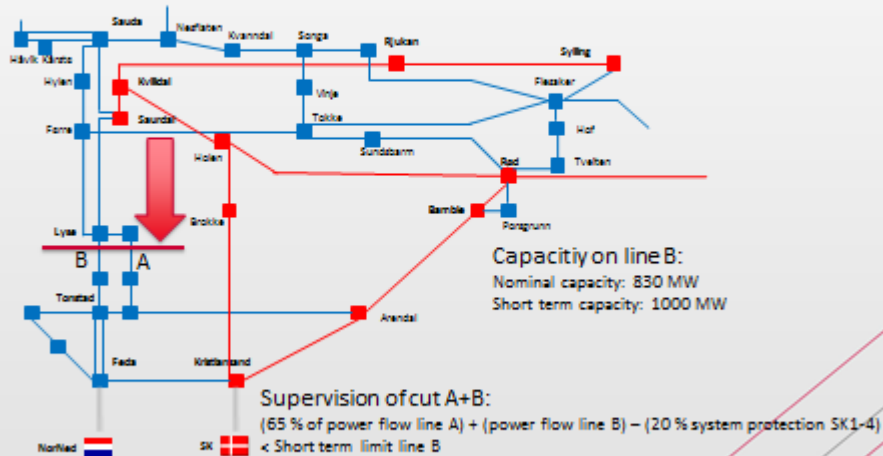 Sauda
Nesflaten
Kvanndal
Songa
Rjukan
Sylling
Håvik Kårstø
Hylen
Kvilldal
Vinje
Flesaker
Saurdal
Førre
Tokke
Hof
Holen
Sundsbarm
Tveiten
Rød
Bamble
Porsgrunn
Brokke
Lyse
B A
Capacitiy on line B:
Nominal capacity: 830 MW
Short term capacity: 1000 MW
Tonstad
Arendal
Feda
Kristiansand
Supervision of cut A+B:
(65 % of power flow line A) + (power flow line B) – (20 % system protection SK1-4)
< Short term limit line B
NorNed
SK